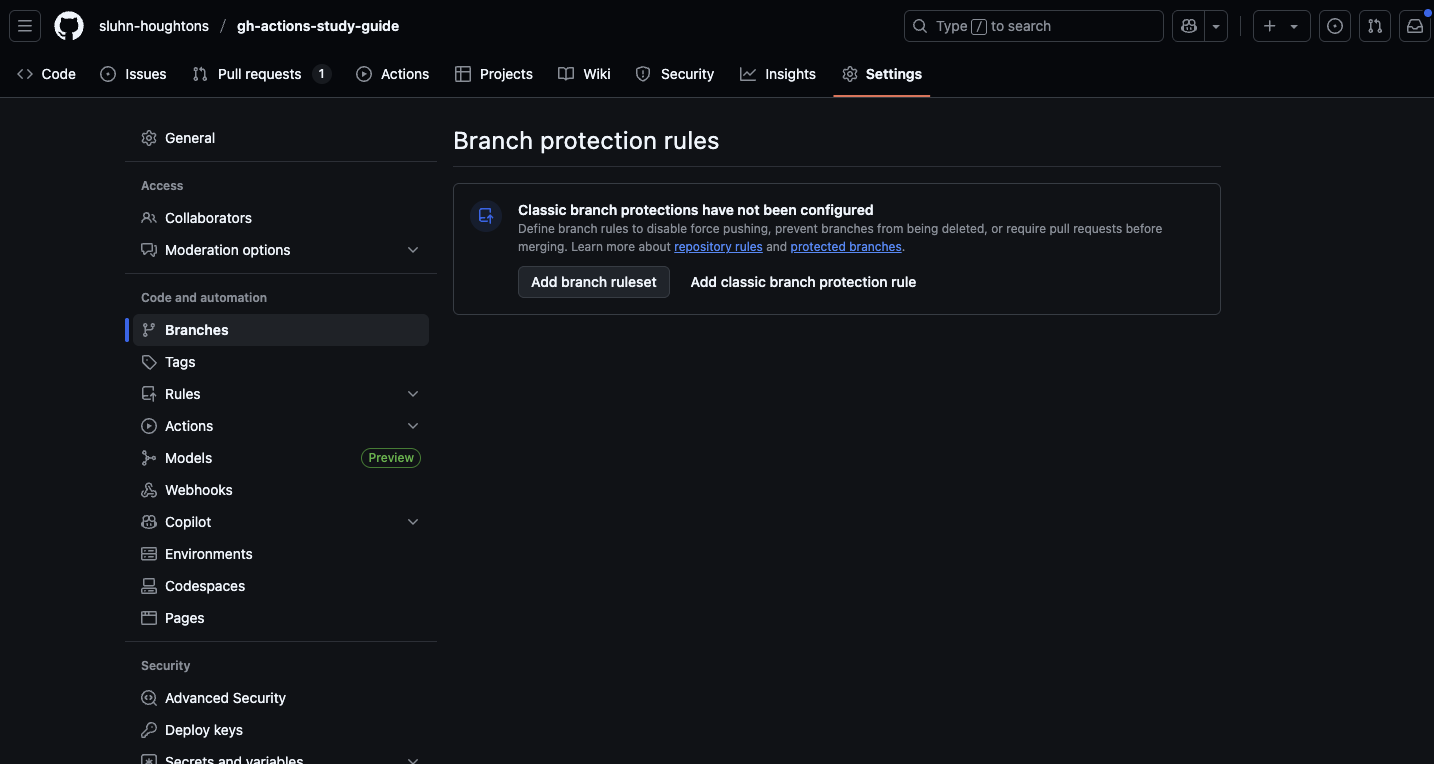 sluhn-houghtons / gh-actions-study-guide
Type / to search
Code Issues Pull requests 1 Actions Projects Wiki Security Insights Settings
General
Access
Collaborators
Moderation options
Code and automation
Branches
Tags
Rules
Actions
Models Preview
Webhooks
Copilot
Environments
Codespaces
Pages
Security
Advanced Security
Deploy keys
Secrets and variables
Branch protection rules
Classic branch protections have not been configured
Define branch rules to disable force pushing, prevent branches from being deleted, or require pull requests before
merging. Learn more about repository rules and protected branches.
Add branch ruleset Add classic branch protection rule